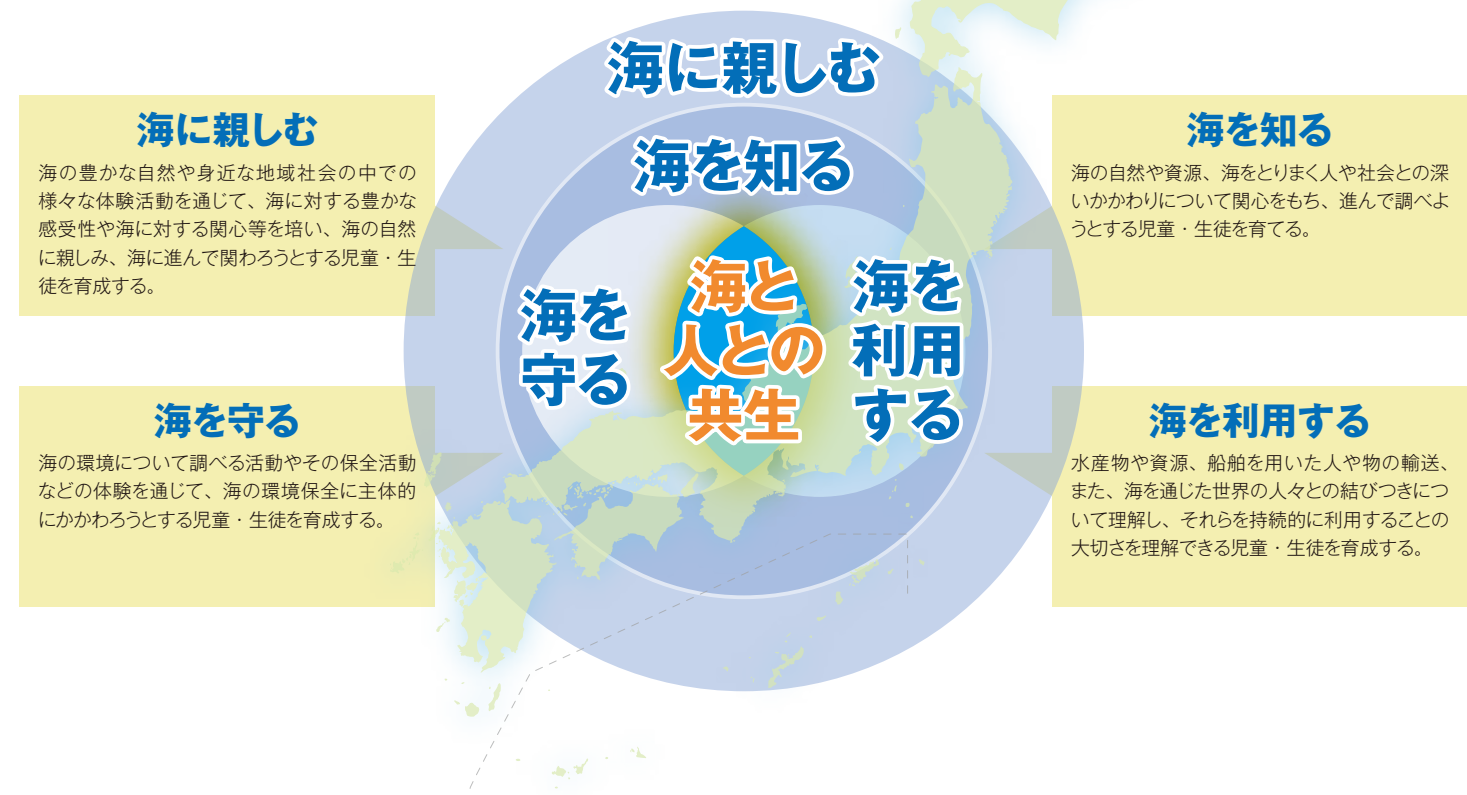 海に親しむ
海を知る
海を
守る
海と
人との
共生
海を
利用
する
海に親しむ
海の豊かな自然や身近な地域社会の中での
様々な体験活動を通じて、海に対する豊かな
感受性や海に対する関心等を培い、海の自然
に親しみ、海に進んで関わろうとする児童・生
徒を育成する。
海を知る
海の自然や資源、海をとりまく人や社会との深
いかかわりについて関心をもち、進んで調べよ
うとする児童・生徒を育てる。
海を守る
海の環境について調べる活動やその保全活動
などの体験を通じて、海の環境保全に主体的
にかかわろうとする児童・生徒を育成する。
海を利用する
水産物や資源、船舶を用いた人や物の輸送、
また、海を通じた世界の人々との結びつきにつ
いて理解し、それらを持続的に利用することの
大切さを理解できる児童・生徒を育成する。